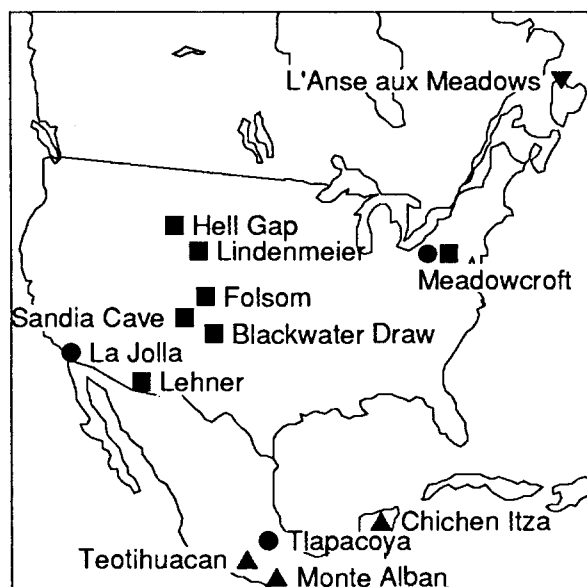 L'Anse aux Meadows
Hell Gap
Lindenmeier
Meadowcroft
Folsom
Sandia Cave
Blackwater Draw
La Jolla
Lehner
Chichen Itza
Tlapacoya
Teotihuacan
Monte Alban